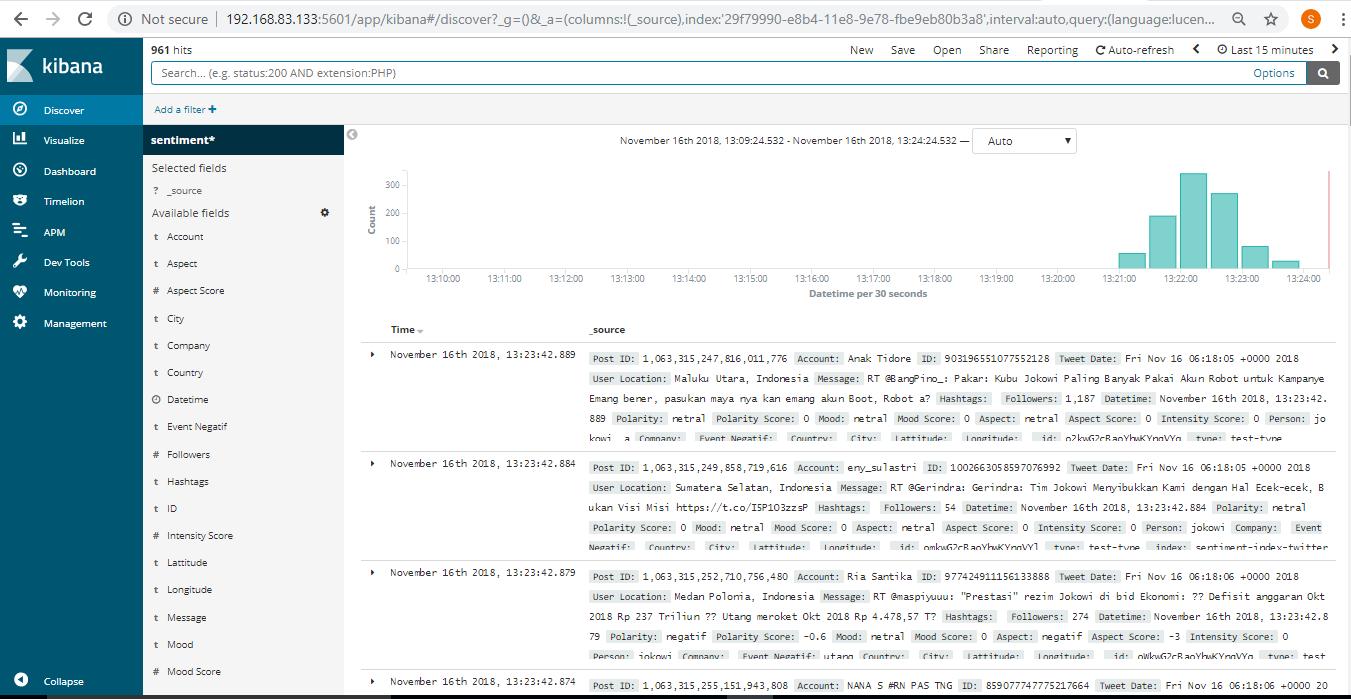 Not secure | 192.168.83.133:5601/app/kibana#/discover?_g=()&_a=(columns:!(_source),index:'29f79990-e8b4-11e8-9e78-fbe9eb80b3a8',interval:auto,query:(language:lucen...
S
kibana
Discover
Visualize
Dashboard
Timelion
APM
Dev Tools
Monitoring
Management
Collapse
961 hits
New Save Open Share Reporting Auto-refresh Last 15 minutes
Search... (e.g. status:200 AND extension:PHP) Options
Add a filter +
sentiment*
Selected fields
? _source
Available fields
t Account
t Aspect
# Aspect Score
t City
t Company
t Country
Datetime
t Event Negatif
# Followers
t Hashtags
t ID
# Intensity Score
t Lattitude
t Longitude
t Message
t Mood
# Mood Score
November 16th 2018, 13:09:24.532 - November 16th 2018, 13:24:24.532 — Auto
Count
300
200
100
0
13:10:00 13:11:00 13:12:00 13:13:00 13:14:00 13:15:00 13:16:00 13:17:00 13:18:00 13:19:00 13:20:00 13:21:00 13:22:00 13:23:00 13:24:00
Datetime per 30 seconds
Time _source
November 16th 2018, 13:23:42.889
Post ID: 1,063,315,247,816,011,776 Account: Anak Tidore ID: 903196551077552128 Tweet Date: Fri Nov 16 06:18:05 +0000 2018
User Location: Maluku Utara, Indonesia Message: RT @BangPino_: Pakar: Kubu Jokowi Paling Banyak Pakai Akun Robot untuk Kampanye
Emang bener, pasukan maya nya kan emang akun Boot, Robot a? Hashtags: Followers: 1,187 Datetime: November 16th 2018, 13:23:42.
889 Polarity: netral Polarity Score: 0 Mood: netral Mood Score: 0 Aspect: netral Aspect Score: 0 Intensity Score: 0 Person: jo
kowi, a Company: Event Negatif: Country: City: Lattitude: Longitude: _id: _type: test-type
November 16th 2018, 13:23:42.884
Post ID: 1,063,315,249,858,719,616 Account: eny_sulastri ID: 1002663058597076992 Tweet Date: Fri Nov 16 06:18:05 +0000 2018
User Location: Sumatera Selatan, Indonesia Message: RT @Gerindra: Gerindra: Tim Jokowi Menyibukkan Kami dengan Hal Ecek-ecek, B
ukan Visi Misi https://t.co/I5P1O3zzsP Hashtags: Followers: 54 Datetime: November 16th 2018, 13:23:42.884 Polarity: netral
Polarity Score: 0 Mood: netral Mood Score: 0 Aspect: netral Aspect Score: 0 Intensity Score: 0 Person: jokowi Company: Event
Negatif: Country: City: Lattitude: Longitude: _id: _type: test-type _index: sentiment-index-twitter
November 16th 2018, 13:23:42.879
Post ID: 1,063,315,252,710,756,480 Account: Ria Santika ID: 977424911156133888 Tweet Date: Fri Nov 16 06:18:06 +0000 2018
User Location: Medan Polonia, Indonesia Message: RT @maspiyuuu: "Prestasi" rezim Jokowi di bid Ekonomi: ?? Defisit anggaran Okt
2018 Rp 237 Triliun ?? Utang meroket Okt 2018 Rp 4.478,57 T? Hashtags: Followers: 274 Datetime: November 16th 2018, 13:23:42.8
79 Polarity: negatif Polarity Score: -0.6 Mood: netral Mood Score: 0 Aspect: negatif Aspect Score: -3 Intensity Score: 0
Person: jokowi Company: Event Negatif: utang Country: City: Lattitude: Longitude: _id: _type: test
November 16th 2018, 13:23:42.874
Post ID: 1,063,315,255,151,943,808 Account: NANA S #RN PAS TNG ID: 859077747775217664 Tweet Date: Fri Nov 16 06:18:06 +0000 20